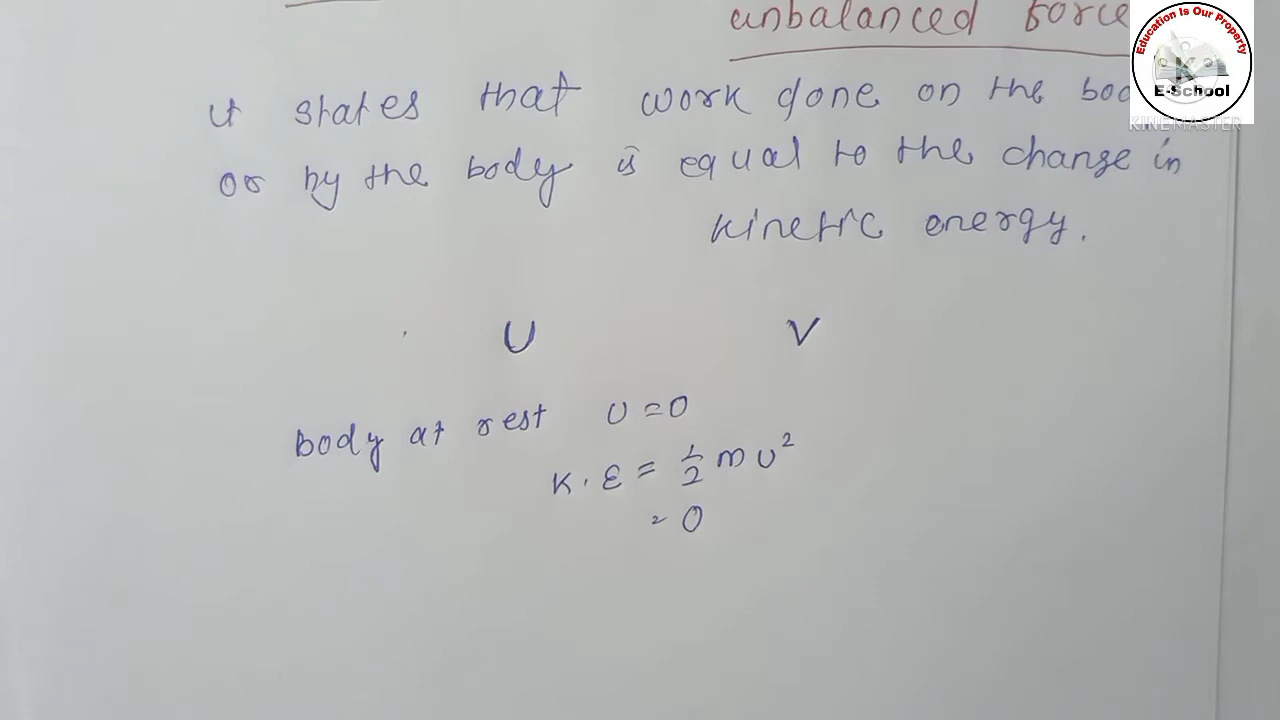 unbalanced force
Education Is Our Property
K
E-School
KINEMASTER
It states that work done on the
or by the body is equal to the change in
kinetic energy.
U V
body at rest U = 0
K.E = 1/2 m u²
= 0